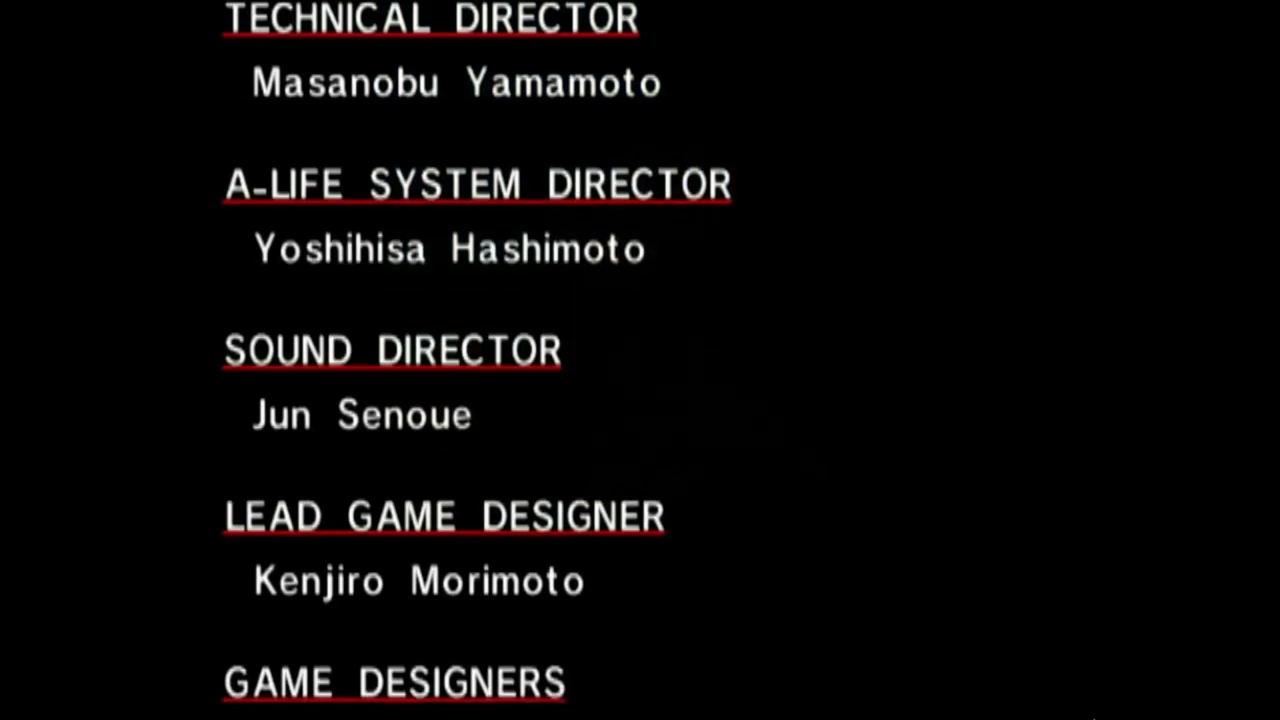 TECHNICAL DIRECTOR
Masanobu Yamamoto
A-LIFE SYSTEM DIRECTOR
Yoshihisa Hashimoto
SOUND DIRECTOR
Jun Senoue
LEAD GAME DESIGNER
Kenjiro Morimoto
GAME DESIGNERS